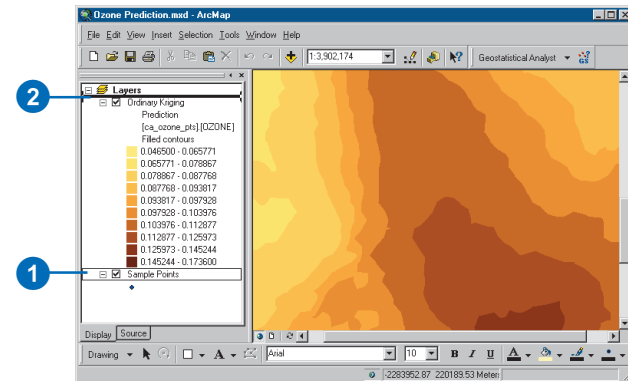 Ozone Prediction.mxd - ArcMap
File Edit View Insert Selection Tools Window Help
1:3,902,174 Geostatistical Analyst GS
2
Layers
Ordinary Kriging
Prediction
[ca_ozone_pts].[OZONE]
Filled contours
0.046500 - 0.065771
0.065771 - 0.078867
0.078867 - 0.087768
0.087768 - 0.093817
0.093817 - 0.097928
0.097928 - 0.103976
0.103976 - 0.112877
0.112877 - 0.125973
0.125973 - 0.145244
0.145244 - 0.173600
1
Sample Points
Display Source
Drawing A Arial 10 B I U A
-2283952.87 220189.53 Meters